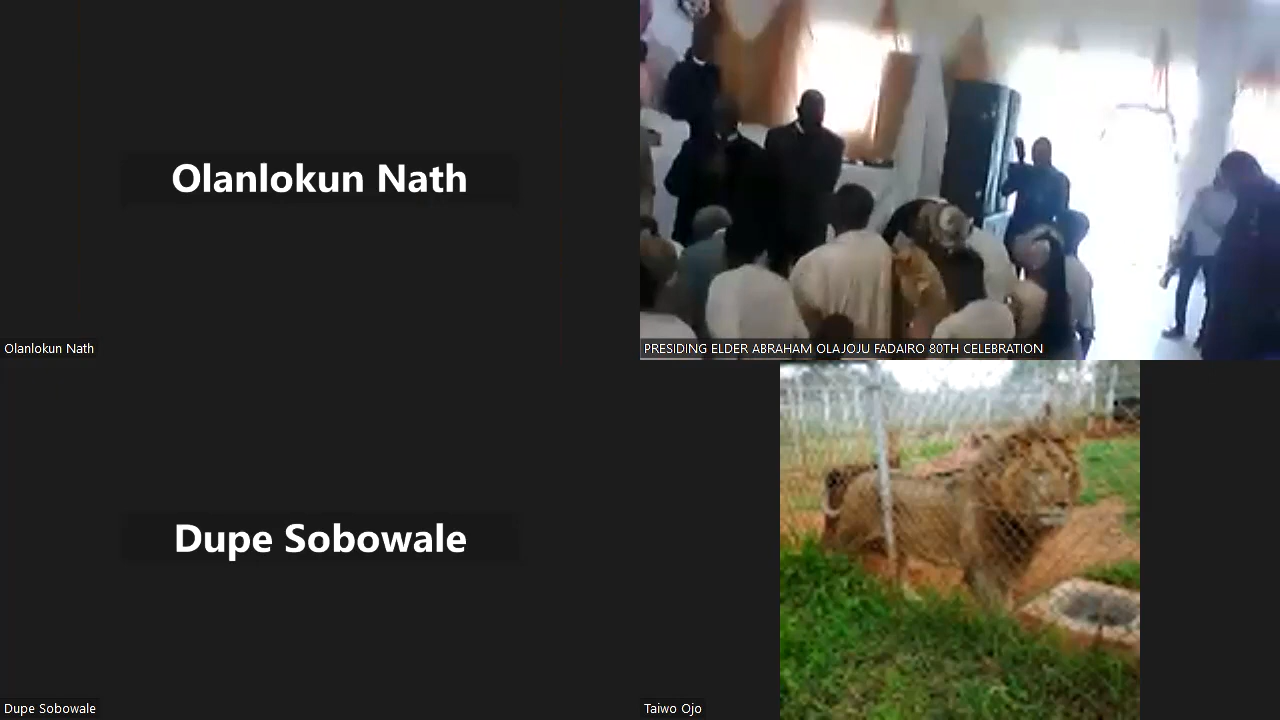 Olanlokun Nath
Olanlokun Nath
PRESIDING ELDER ABRAHAM OLAJOJU FADAIRO 80TH CELEBRATION
Dupe Sobowale
Dupe Sobowale
Taiwo Ojo